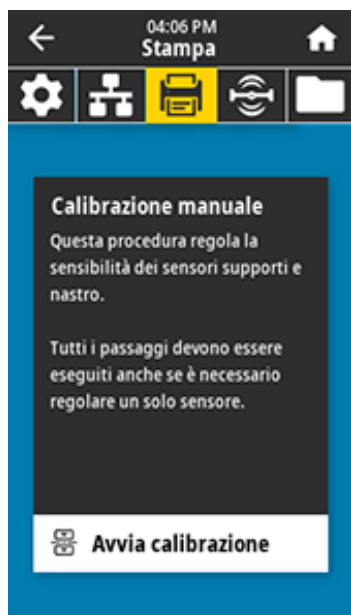 04:06 PM
Stampa
Calibrazione manuale
Questa procedura regola la
sensibilità dei sensori supporti e
nastro.
Tutti i passaggi devono essere
eseguiti anche se è necessario
regolare un solo sensore.
Avvia calibrazione